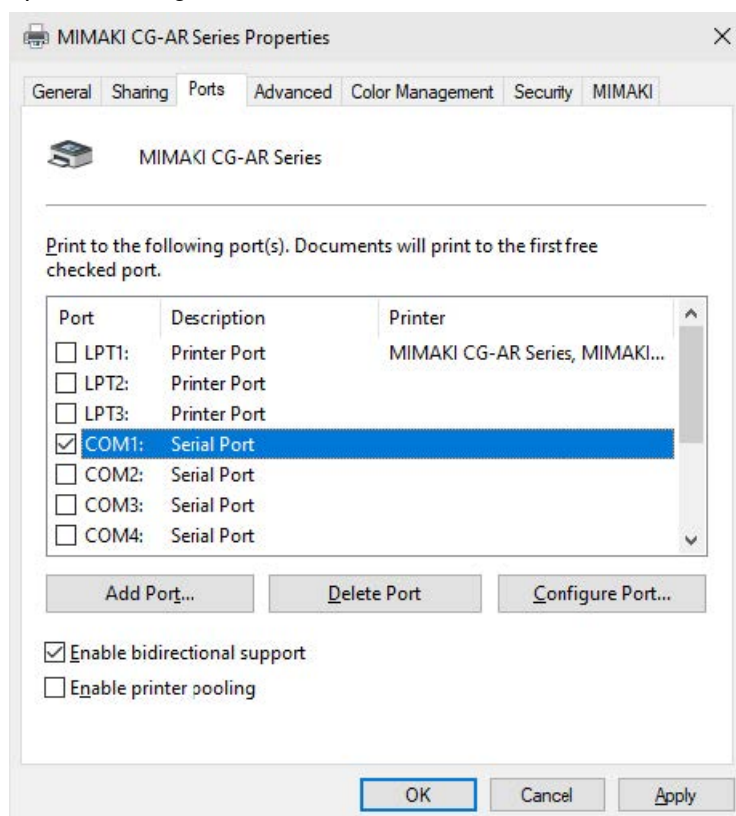 MIMAKI CG-AR Series Properties
General Sharing Ports Advanced Color Management Security MIMAKI
MIMAKI CG-AR Series
Print to the following port(s). Documents will print to the first free
checked port.
Port Description Printer
LPT1: Printer Port MIMAKI CG-AR Series, MIMAKI...
LPT2: Printer Port
LPT3: Printer Port
COM1: Serial Port
COM2: Serial Port
COM3: Serial Port
COM4: Serial Port
Add Port... Delete Port Configure Port...
Enable bidirectional support
Enable printer pooling
OK Cancel Apply